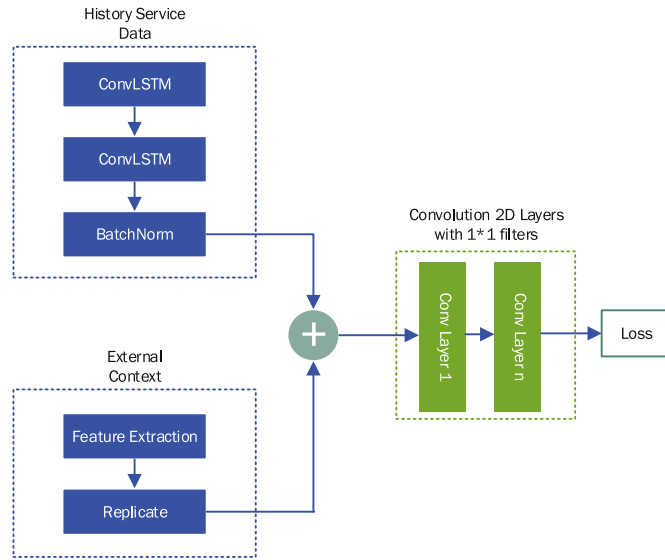 History Service
Data
ConvLSTM
ConvLSTM
BatchNorm
External
Context
Feature Extraction
Replicate
+
Convolution 2D Layers
with 1*1 filters
Conv Layer 1
Conv Layer n
Loss